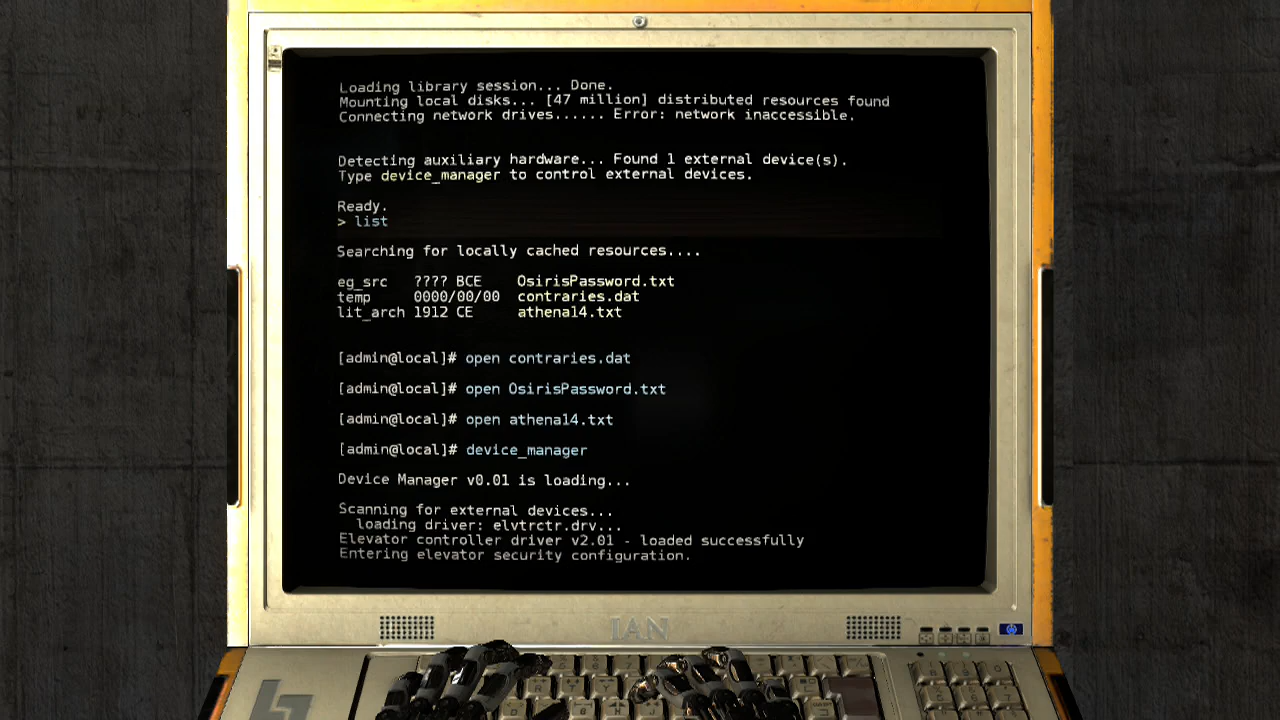 Loading library session... Done.
Mounting local disks... [47 million] distributed resources found
Connecting network drives...... Error: network inaccessible.
Detecting auxiliary hardware... Found 1 external device(s).
Type device_manager to control external devices.
Ready.
> list
Searching for locally cached resources....
eg_src ???? BCE OsirisPassword.txt
temp 0000/00/00 contraries.dat
lit_arch 1912 CE athena14.txt
[admin@local]# open contraries.dat
[admin@local]# open OsirisPassword.txt
[admin@local]# open athena14.txt
[admin@local]# device_manager
Device Manager v0.01 is loading...
Scanning for external devices...
loading driver: elvtrctr.drv...
Elevator controller driver v2.01 - loaded successfully
Entering elevator security configuration.
IAN